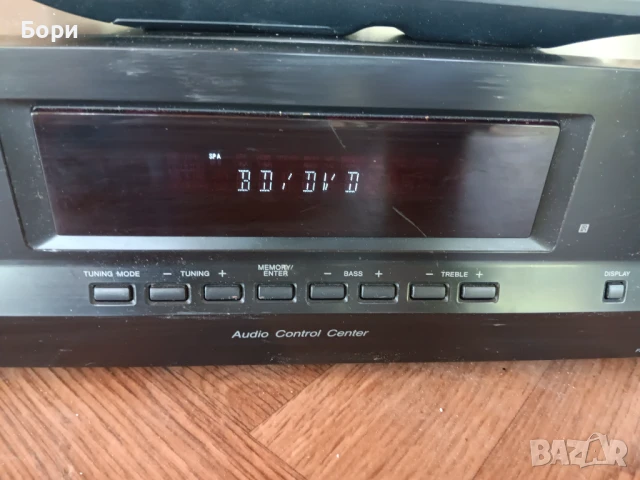 Бори
SPA
BD/DVD
TUNING MODE − TUNING + MEMORY/ENTER − BASS + − TREBLE + DISPLAY
Audio Control Center
BAZAR